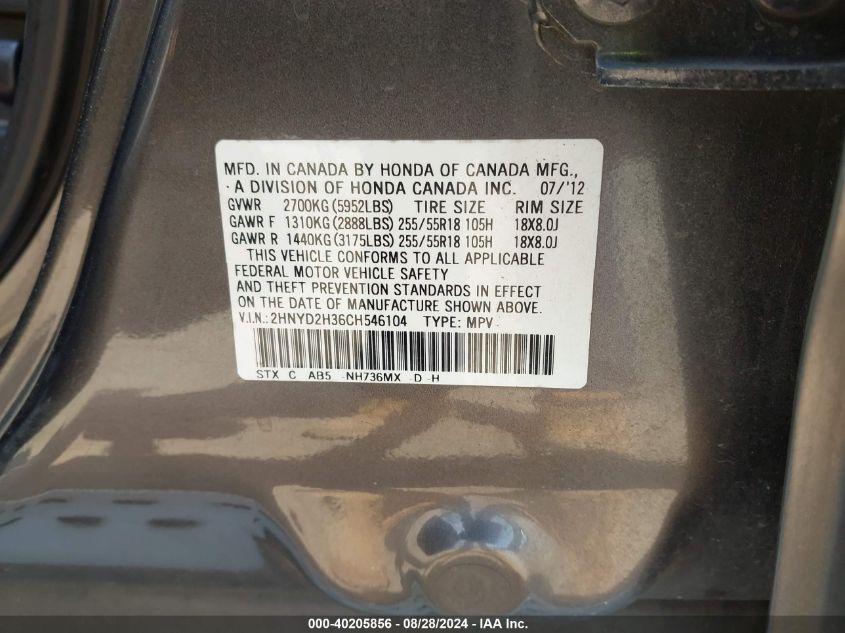 MFD. IN CANADA BY HONDA OF CANADA MFG.,
A DIVISION OF HONDA CANADA INC. 07/'12
GVWR 2700KG (5952LBS) TIRE SIZE RIM SIZE
GAWR F 1310KG (2888LBS) 255/55R18 105H 18X8.0J
GAWR R 1440KG (3175LBS) 255/55R18 105H 18X8.0J
THIS VEHICLE CONFORMS TO ALL APPLICABLE
FEDERAL MOTOR VEHICLE SAFETY
AND THEFT PREVENTION STANDARDS IN EFFECT
ON THE DATE OF MANUFACTURE SHOWN ABOVE.
V.I.N.: 2HNYD2H36CH546104 TYPE: MPV
STX C AB5 -NH736MX -D -H
000-40205856 / 08/28/2024 - IAA Inc.